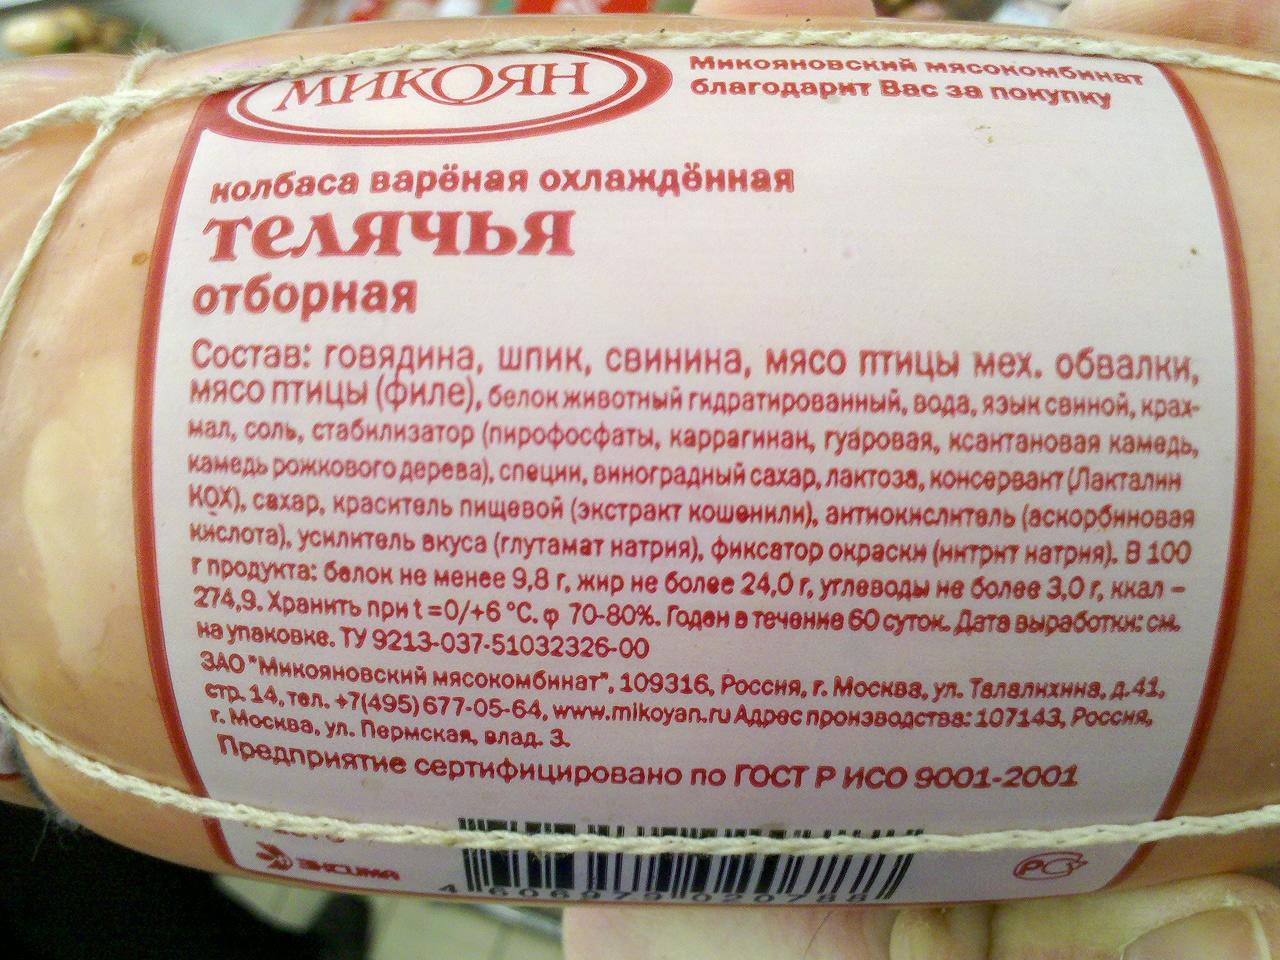 МИКОЯН
Микояновский мясокомбинат
благодарит Вас за покупку
колбаса варёная охлаждённая
телячья
отборная
Состав: говядина, шпик, свинина, мясо птицы мех. обвалки,
мясо птицы (филе), белок животный гидратированный, вода, язык свиной, крах-
мал, соль, стабилизатор (пирофосфаты, каррагинан, гуаровая, ксантановая камедь,
камедь рожкового дерева), специи, виноградный сахар, лактоза, консервант (Лакталин
КОХ), сахар, краситель пищевой (экстракт кошенили), антиокислитель (аскорбиновая
кислота), усилитель вкуса (глутамат натрия), фиксатор окраски (нитрит натрия). В 100
г продукта: белок не менее 9,8 г, жир не более 24,0 г, углеводы не более 3,0 г, ккал –
274,9. Хранить при t =0/+6 °С. φ 70-80%. Годен в течение 60 суток. Дата выработки: см.
на упаковке. ТУ 9213-037-51032326-00
ЗАО "Микояновский мясокомбинат", 109316, Россия, г. Москва, ул. Талалихина, д.41,
стр. 14, тел. +7(495) 677-05-64, www.mikoyan.ru Адрес производства: 107143, Россия,
г. Москва, ул. Пермская, влад. 3.
Предприятие сертифицировано по ГОСТ Р ИСО 9001-2001
ЭКСИМА
4 606979 020788
РС